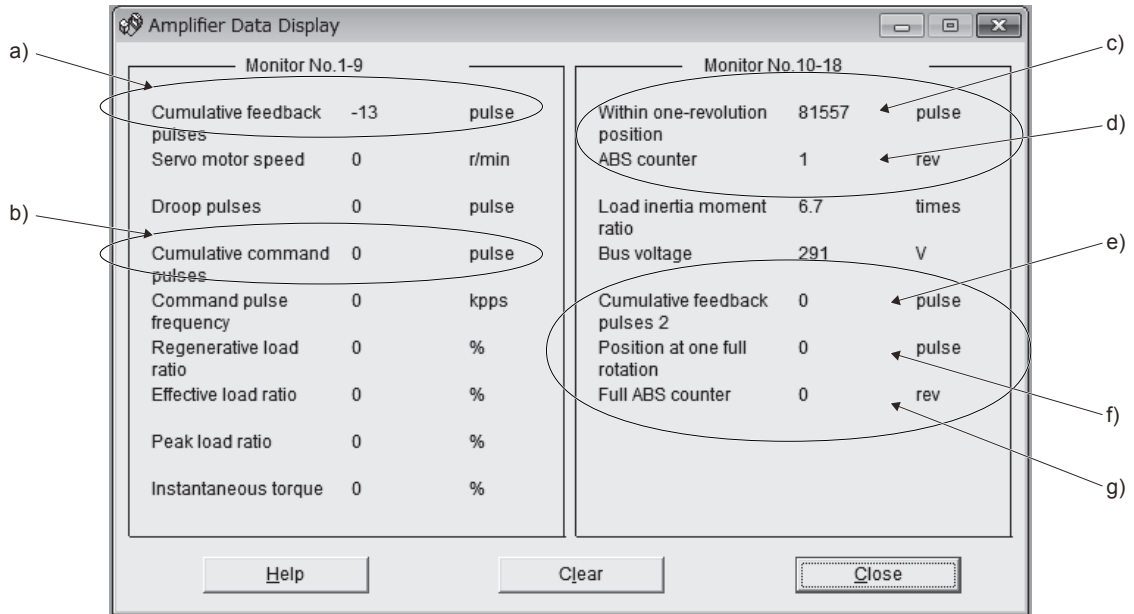 Amplifier Data Display
a)
b)
c)
d)
e)
f)
g)
Monitor No.1-9
Cumulative feedback pulses -13 pulse
Servo motor speed 0 r/min
Droop pulses 0 pulse
Cumulative command pulses 0 pulse
Command pulse frequency 0 kpps
Regenerative load ratio 0 %
Effective load ratio 0 %
Peak load ratio 0 %
Instantaneous torque 0 %
Monitor No.10-18
Within one-revolution position 81557 pulse
ABS counter 1 rev
Load inertia moment ratio 6.7 times
Bus voltage 291 V
Cumulative feedback pulses 2 0 pulse
Position at one full rotation 0 pulse
Full ABS counter 0 rev
Help
Clear
Close